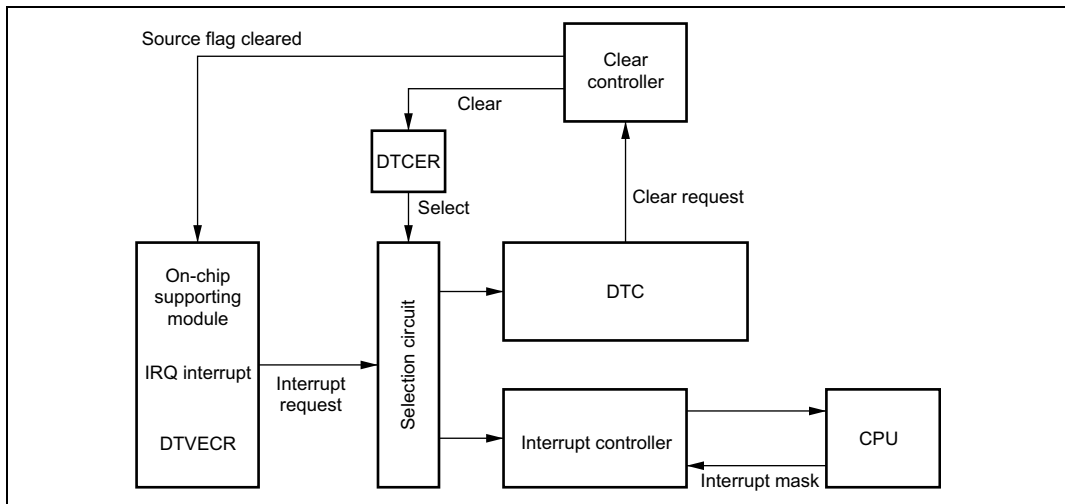 Source flag cleared
Clear
controller
Clear
DTCER
Select
Clear request
On-chip
supporting
module
IRQ interrupt
DTVECR
Interrupt
request
Selection circuit
DTC
Interrupt controller
CPU
Interrupt mask